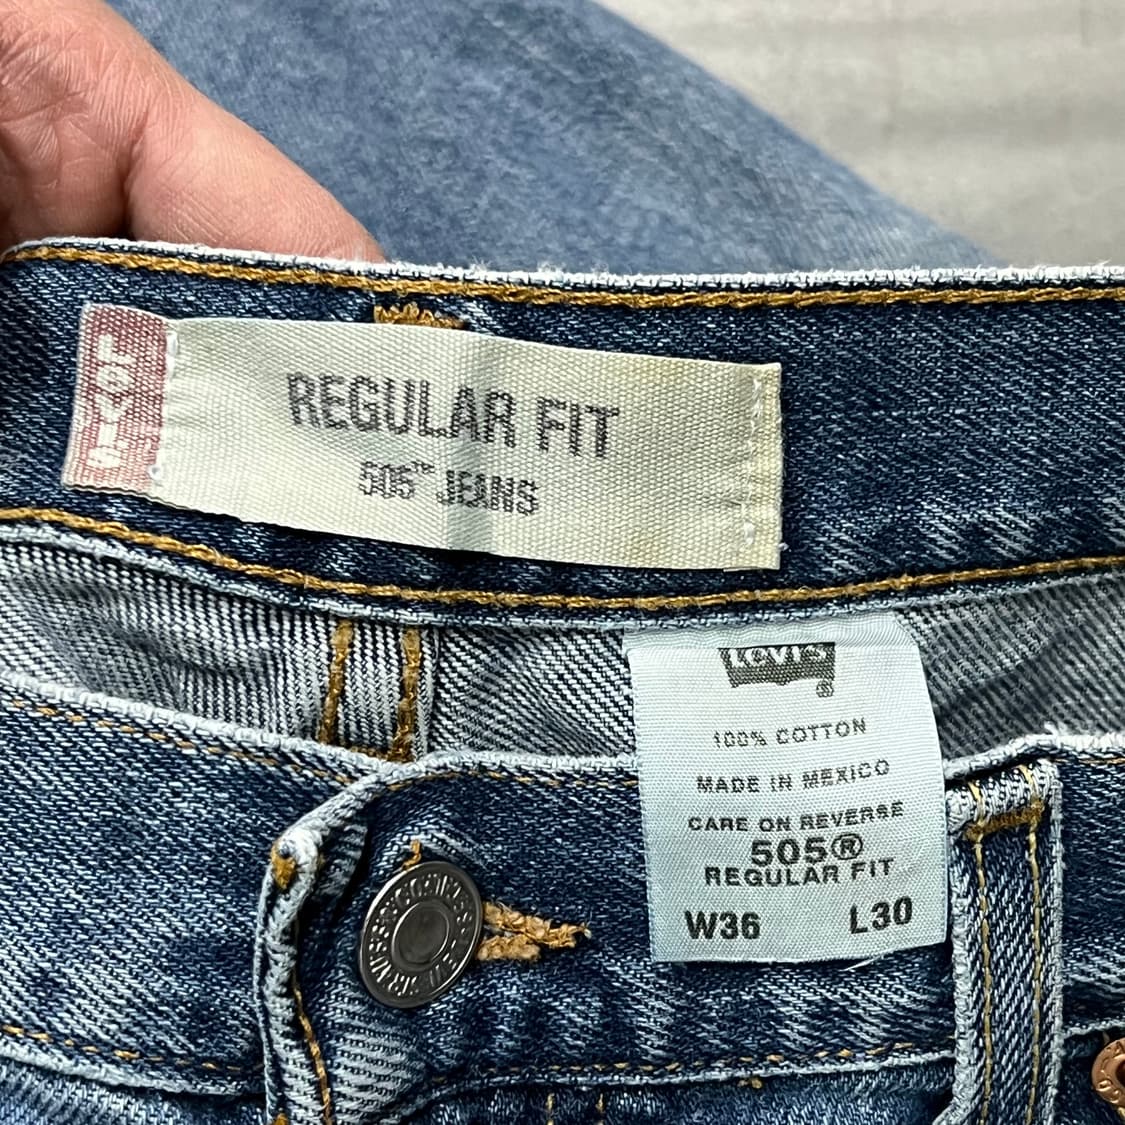 LEVI'S
REGULAR FIT
505™ JEANS
LEVI'S
®
100% COTTON
MADE IN MEXICO
CARE ON REVERSE
505®
REGULAR FIT
W36 L30